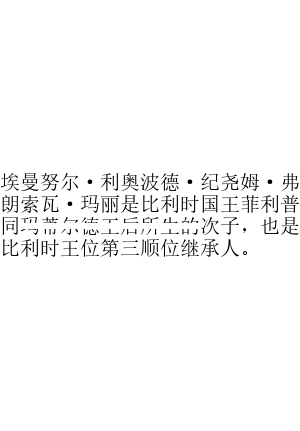 埃曼努尔·利奥波德·纪尧姆·弗
朗索瓦·玛丽是比利时国王菲利普
同玛蒂尔德王后所生的次子，也是
比利时王位第三顺位继承人。